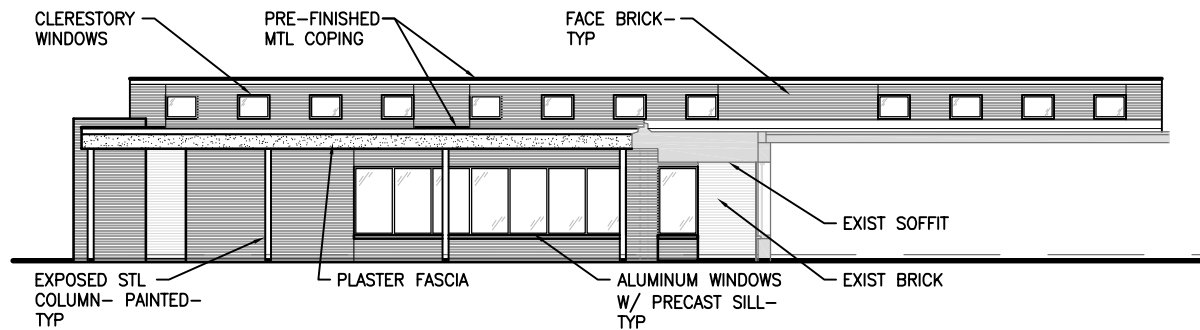 CLERESTORY
WINDOWS
PRE-FINISHED
MTL COPING
FACE BRICK-
TYP
EXIST SOFFIT
EXPOSED STL
COLUMN- PAINTED-
TYP
PLASTER FASCIA
ALUMINUM WINDOWS
W/ PRECAST SILL-
TYP
EXIST BRICK